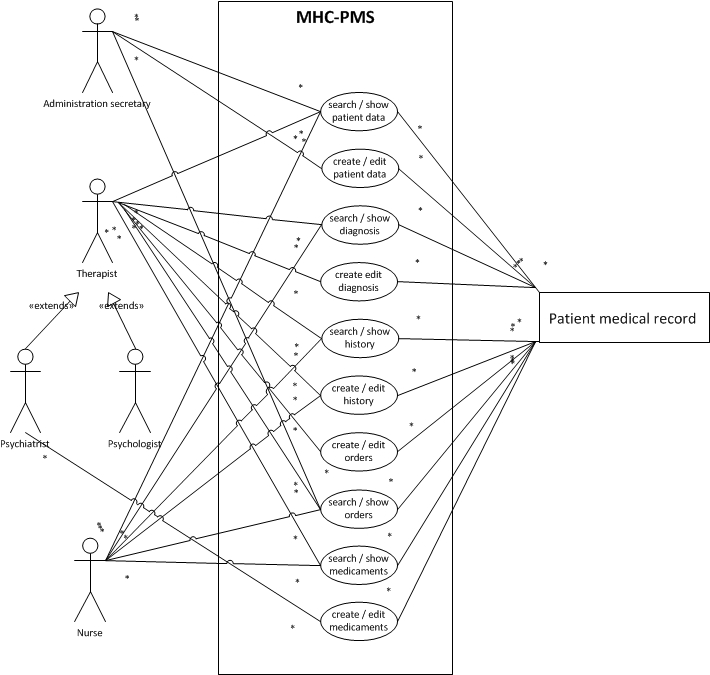 MHC-PMS
Administration secretary
search / show
patient data
create / edit
patient data
Therapist
search / show
diagnosis
create edit
diagnosis
«extends»
«extends»
Patient medical record
search / show
history
create / edit
history
Psychiatrist
Psychologist
create / edit
orders
search / show
orders
search / show
medicaments
Nurse
create / edit
medicaments